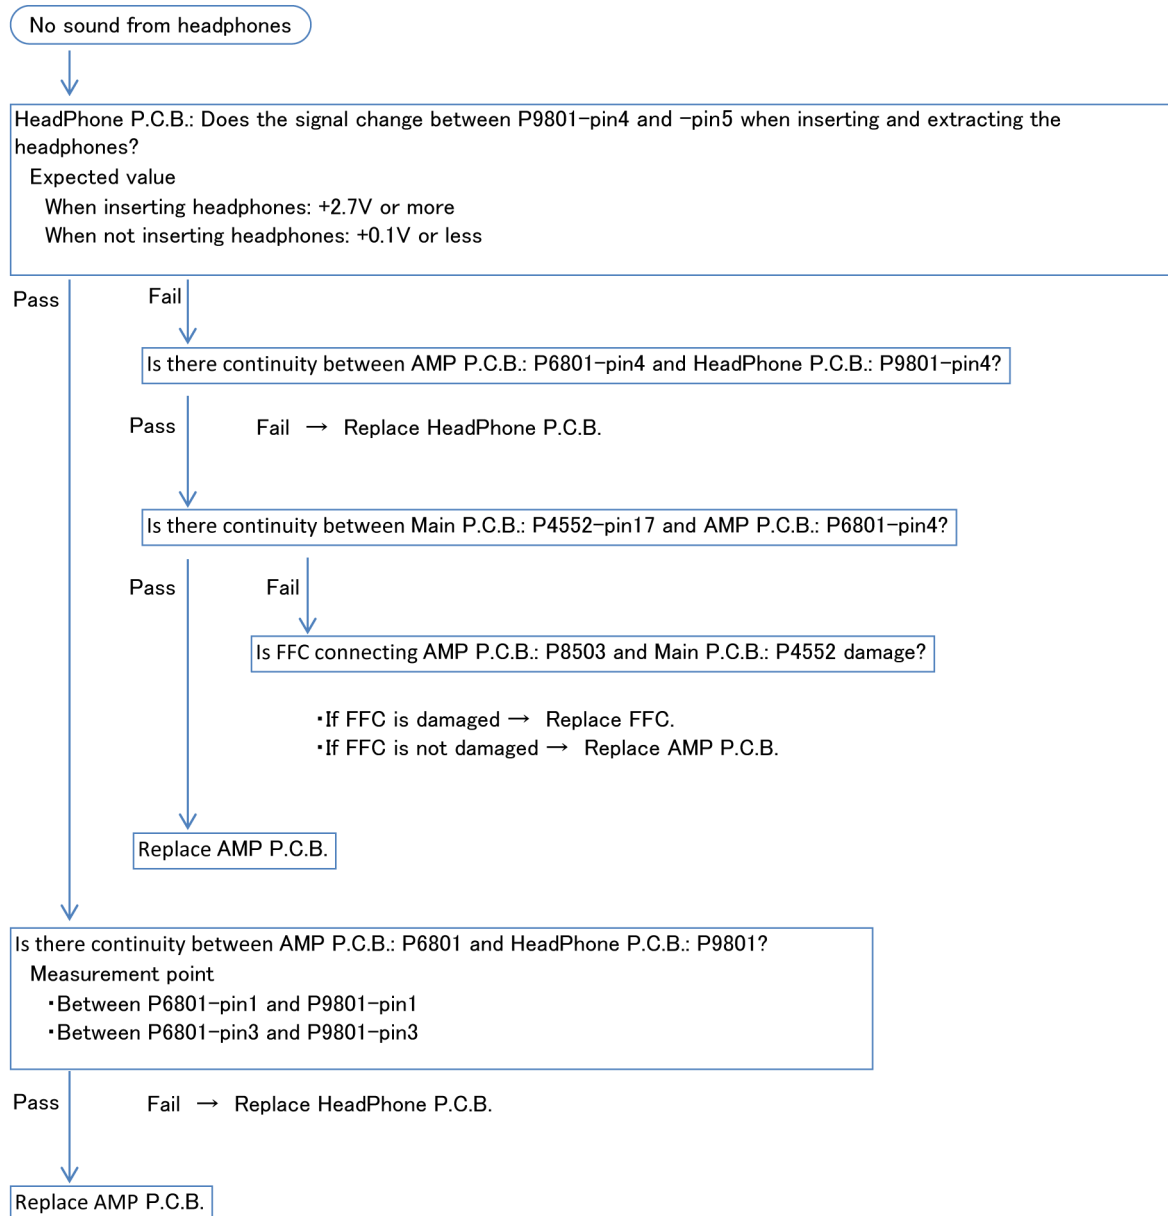 No sound from headphones
HeadPhone P.C.B.: Does the signal change between P9801-pin4 and -pin5 when inserting and extracting the
headphones?
Expected value
When inserting headphones: +2.7V or more
When not inserting headphones: +0.1V or less
Pass
Fail
Is there continuity between AMP P.C.B.: P6801-pin4 and HeadPhone P.C.B.: P9801-pin4?
Pass
Fail → Replace HeadPhone P.C.B.
Is there continuity between Main P.C.B.: P4552-pin17 and AMP P.C.B.: P6801-pin4?
Pass
Fail
Is FFC connecting AMP P.C.B.: P8503 and Main P.C.B.: P4552 damage?
・If FFC is damaged → Replace FFC.
・If FFC is not damaged → Replace AMP P.C.B.
Replace AMP P.C.B.
Is there continuity between AMP P.C.B.: P6801 and HeadPhone P.C.B.: P9801?
Measurement point
・Between P6801-pin1 and P9801-pin1
・Between P6801-pin3 and P9801-pin3
Pass
Fail → Replace HeadPhone P.C.B.
Replace AMP P.C.B.